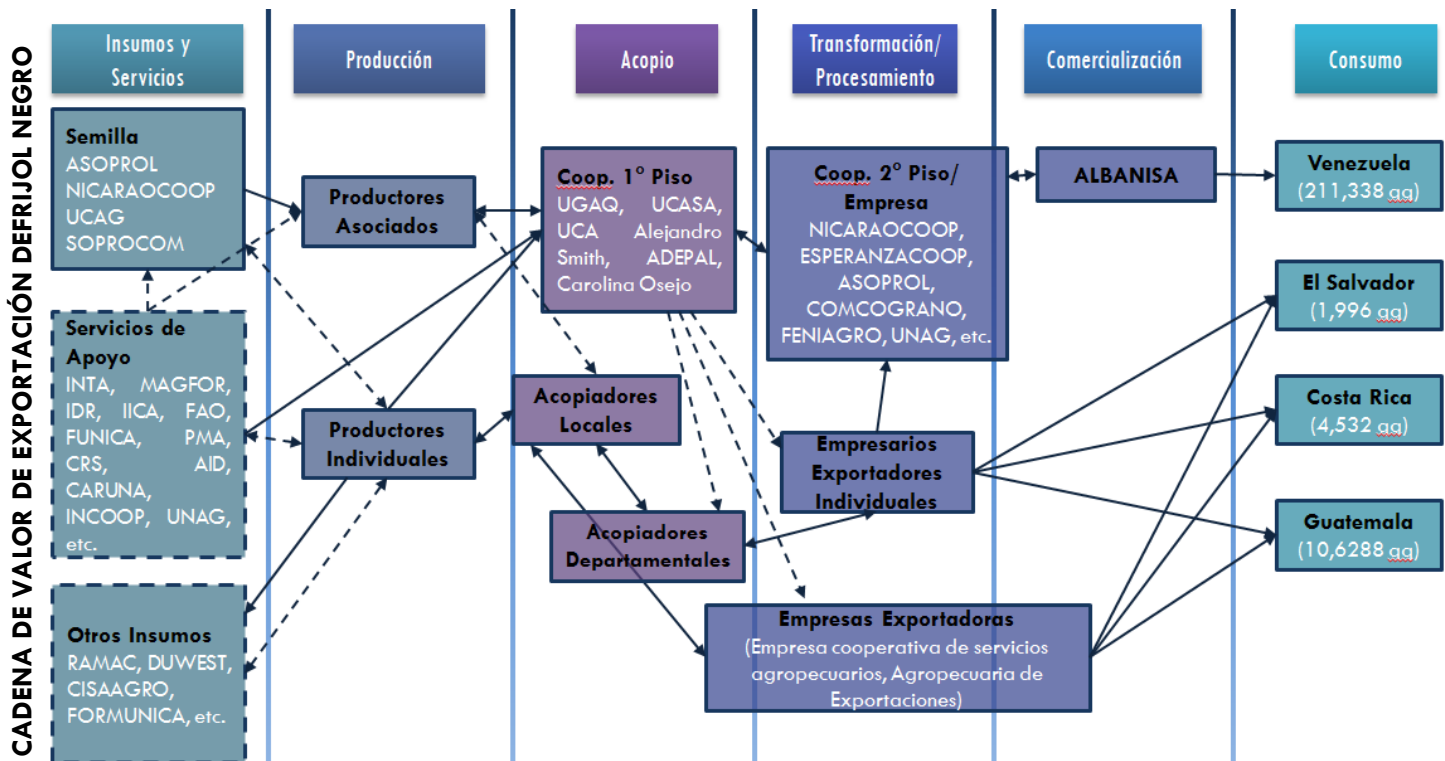 CADENA DE VALOR DE EXPORTACIÓN DEFRIJOL NEGRO
Insumos y
Servicios
Producción
Acopio
Transformación/
Procesamiento
Comercialización
Consumo
Semilla
ASOPROL
NICARAOCOOP
UCAG
SOPROCOM
Servicios de
Apoyo
INTA, MAGFOR,
IDR, IICA, FAO,
FUNICA, PMA,
CRS, AID,
CARUNA,
INCOOP, UNAG,
etc.
Otros Insumos
RAMAC, DUWEST,
CISAAGRO,
FORMUNICA, etc.
Productores
Asociados
Productores
Individuales
Coop. 1° Piso
UGAQ, UCASA,
UCA Alejandro
Smith, ADEPAL,
Carolina Osejo
Acopiadores
Locales
Acopiadores
Departamentales
Coop. 2° Piso/
Empresa
NICARAOCOOP,
ESPERANZACOOP,
ASOPROL,
COMCOGRANO,
FENIAGRO, UNAG, etc.
Empresarios
Exportadores
Individuales
Empresas Exportadoras
(Empresa cooperativa de servicios
agropecuarios, Agropecuaria de
Exportaciones)
ALBANISA
Venezuela
(211,338 qq)
El Salvador
(1,996 qq)
Costa Rica
(4,532 qq)
Guatemala
(10,6288 qq)